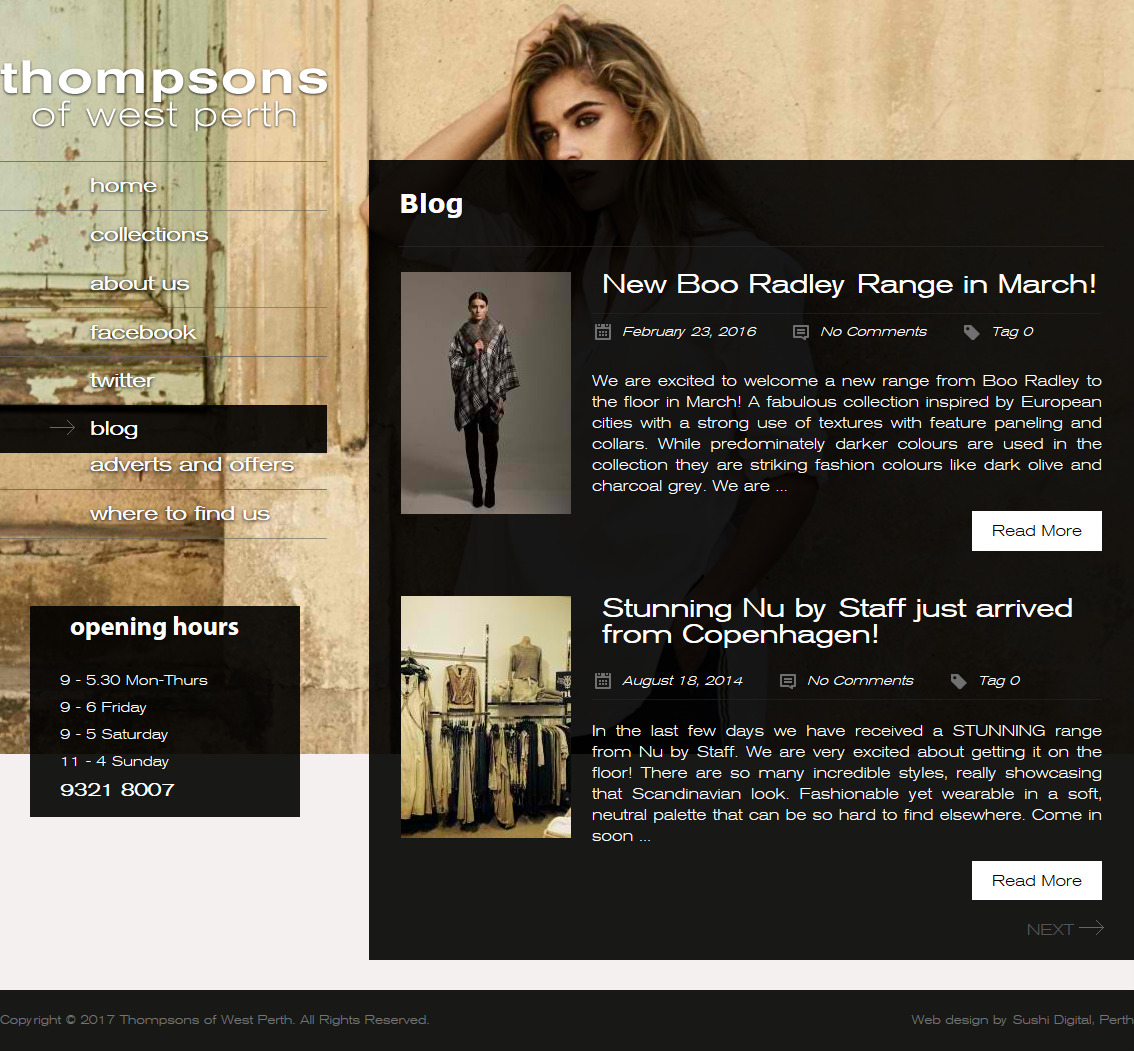 thompsons
of west perth
home
collections
about us
facebook
twitter
blog
adverts and offers
where to find us
opening hours
9 - 5.30 Mon-Thurs
9 - 6 Friday
9 - 5 Saturday
11 - 4 Sunday
9321 8007
Blog
New Boo Radley Range in March!
February 23, 2016 No Comments Tag 0
We are excited to welcome a new range from Boo Radley to
the floor in March! A fabulous collection inspired by European
cities with a strong use of textures with feature paneling and
collars. While predominately darker colours are used in the
collection they are striking fashion colours like dark olive and
charcoal grey. We are ...
Read More
Stunning Nu by Staff just arrived
from Copenhagen!
August 18, 2014 No Comments Tag 0
In the last few days we have received a STUNNING range
from Nu by Staff. We are very excited about getting it on the
floor! There are so many incredible styles, really showcasing
that Scandinavian look. Fashionable yet wearable in a soft,
neutral palette that can be so hard to find elsewhere. Come in
soon ...
Read More
NEXT
Copyright © 2017 Thompsons of West Perth. All Rights Reserved.
Web design by Sushi Digital, Perth